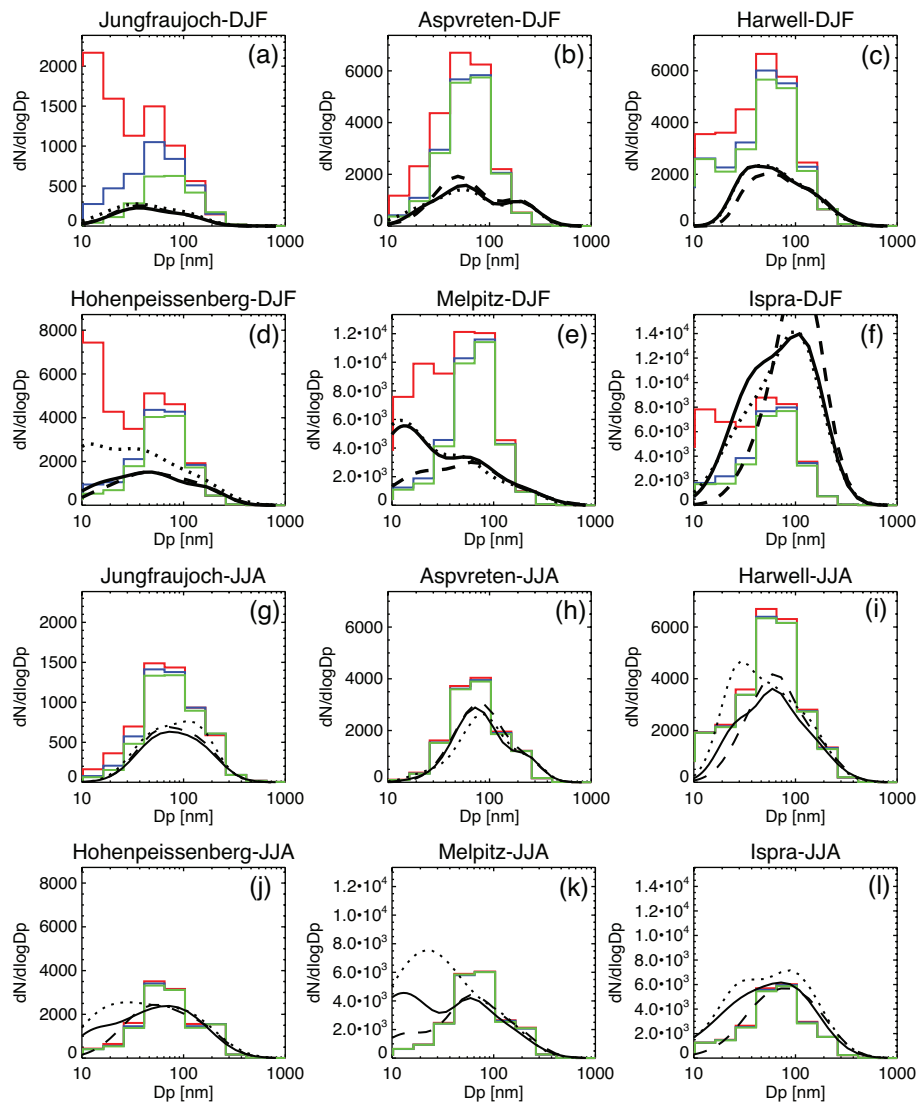 Jungfraujoch-DJF
Aspvreten-DJF
Harwell-DJF
(a)
(b)
(c)
dN/dlogDp
2000
1500
1000
500
0
dN/dlogDp
6000
4000
2000
0
dN/dlogDp
6000
4000
2000
0
10 100 1000
10 100 1000
10 100 1000
Dp [nm]
Dp [nm]
Dp [nm]
Hohenpeissenberg-DJF
Melpitz-DJF
Ispra-DJF
(d)
(e)
(f)
dN/dlogDp
8000
6000
4000
2000
0
dN/dlogDp
1.2•10⁴
1.0•10⁴
8.0•10³
6.0•10³
4.0•10³
2.0•10³
0
dN/dlogDp
1.4•10⁴
1.2•10⁴
1.0•10⁴
8.0•10³
6.0•10³
4.0•10³
2.0•10³
0
10 100 1000
10 100 1000
10 100 1000
Dp [nm]
Dp [nm]
Dp [nm]
Jungfraujoch-JJA
Aspvreten-JJA
Harwell-JJA
(g)
(h)
(i)
dN/dlogDp
2000
1500
1000
500
0
dN/dlogDp
6000
4000
2000
0
dN/dlogDp
6000
4000
2000
0
10 100 1000
10 100 1000
10 100 1000
Dp [nm]
Dp [nm]
Dp [nm]
Hohenpeissenberg-JJA
Melpitz-JJA
Ispra-JJA
(j)
(k)
(l)
dN/dlogDp
8000
6000
4000
2000
0
dN/dlogDp
1.2•10⁴
1.0•10⁴
8.0•10³
6.0•10³
4.0•10³
2.0•10³
0
dN/dlogDp
1.4•10⁴
1.2•10⁴
1.0•10⁴
8.0•10³
6.0•10³
4.0•10³
2.0•10³
0
10 100 1000
10 100 1000
10 100 1000
Dp [nm]
Dp [nm]
Dp [nm]